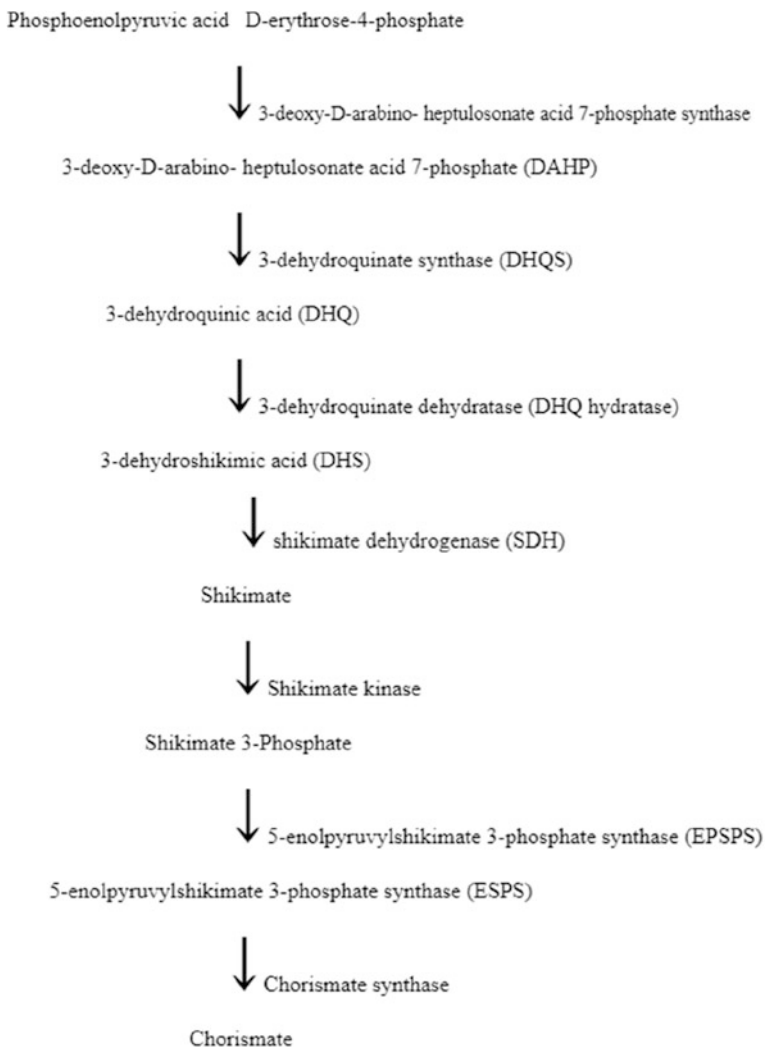 Phosphoenolpyruvic acid D-erythrose-4-phosphate
3-deoxy-D-arabino- heptulosonate acid 7-phosphate synthase
3-deoxy-D-arabino- heptulosonate acid 7-phosphate (DAHP)
3-dehydroquinate synthase (DHQS)
3-dehydroquinic acid (DHQ)
3-dehydroquinate dehydratase (DHQ hydratase)
3-dehydroshikimic acid (DHS)
shikimate dehydrogenase (SDH)
Shikimate
Shikimate kinase
Shikimate 3-Phosphate
5-enolpyruvylshikimate 3-phosphate synthase (EPSPS)
5-enolpyruvylshikimate 3-phosphate synthase (ESPS)
Chorismate synthase
Chorismate